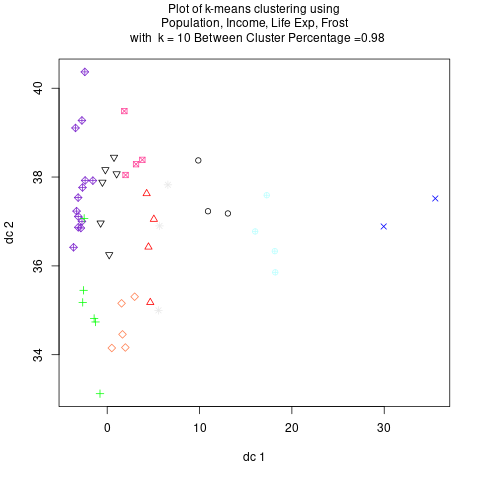 Plot of k-means clustering using
Population, Income, Life Exp, Frost
with k = 10 Between Cluster Percentage =0.98
40
38
36
34
dc 2
0
10
20
30
dc 1